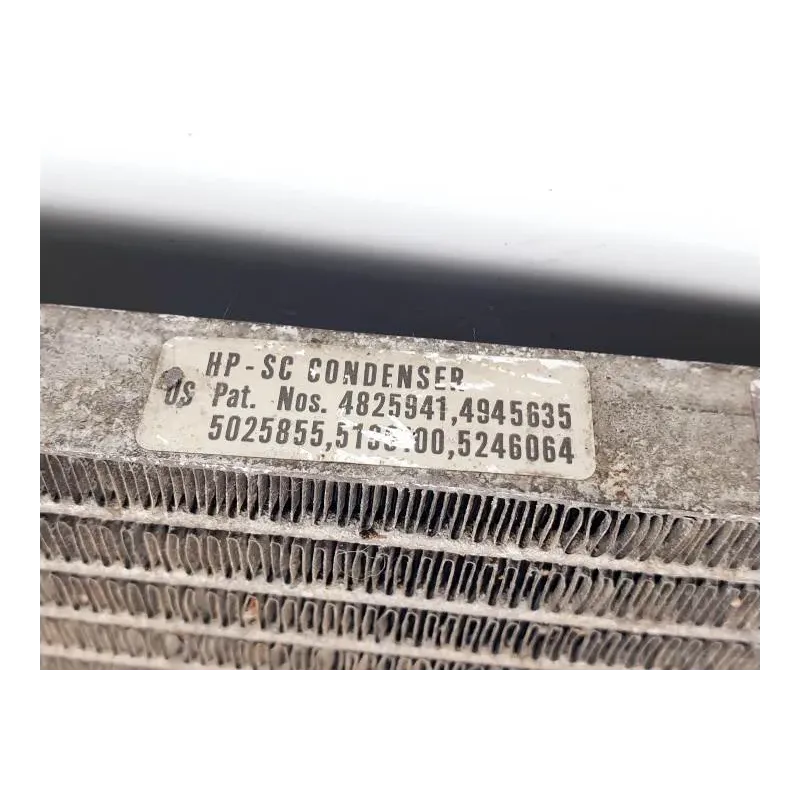 HP-SC CONDENSER
US Pat. Nos. 4825941,4945635
5025855, ,5246064